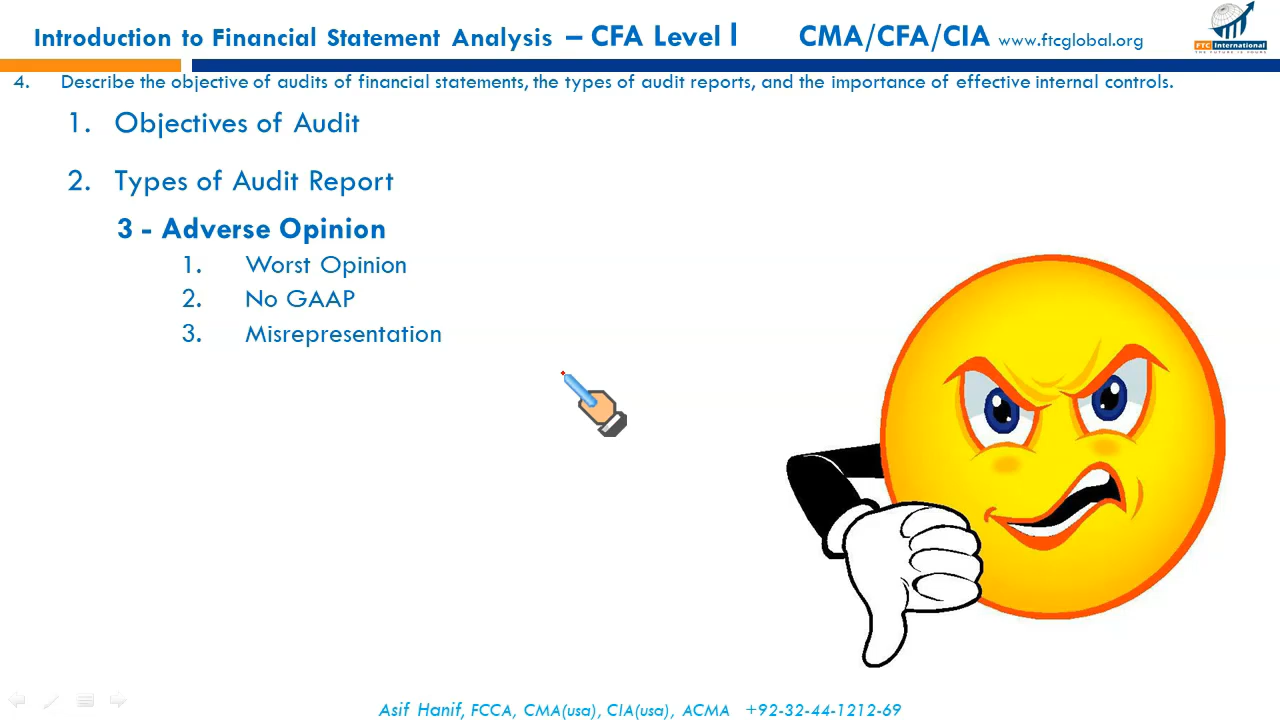 Introduction to Financial Statement Analysis – CFA Level I CMA/CFA/CIA www.ftcglobal.org
FTC International
4. Describe the objective of audits of financial statements, the types of audit reports, and the importance of effective internal controls.
1. Objectives of Audit
2. Types of Audit Report
3 - Adverse Opinion
1. Worst Opinion
2. No GAAP
3. Misrepresentation
Asif Hanif, FCCA, CMA(usa), CIA(usa), ACMA +92-32-44-1212-69